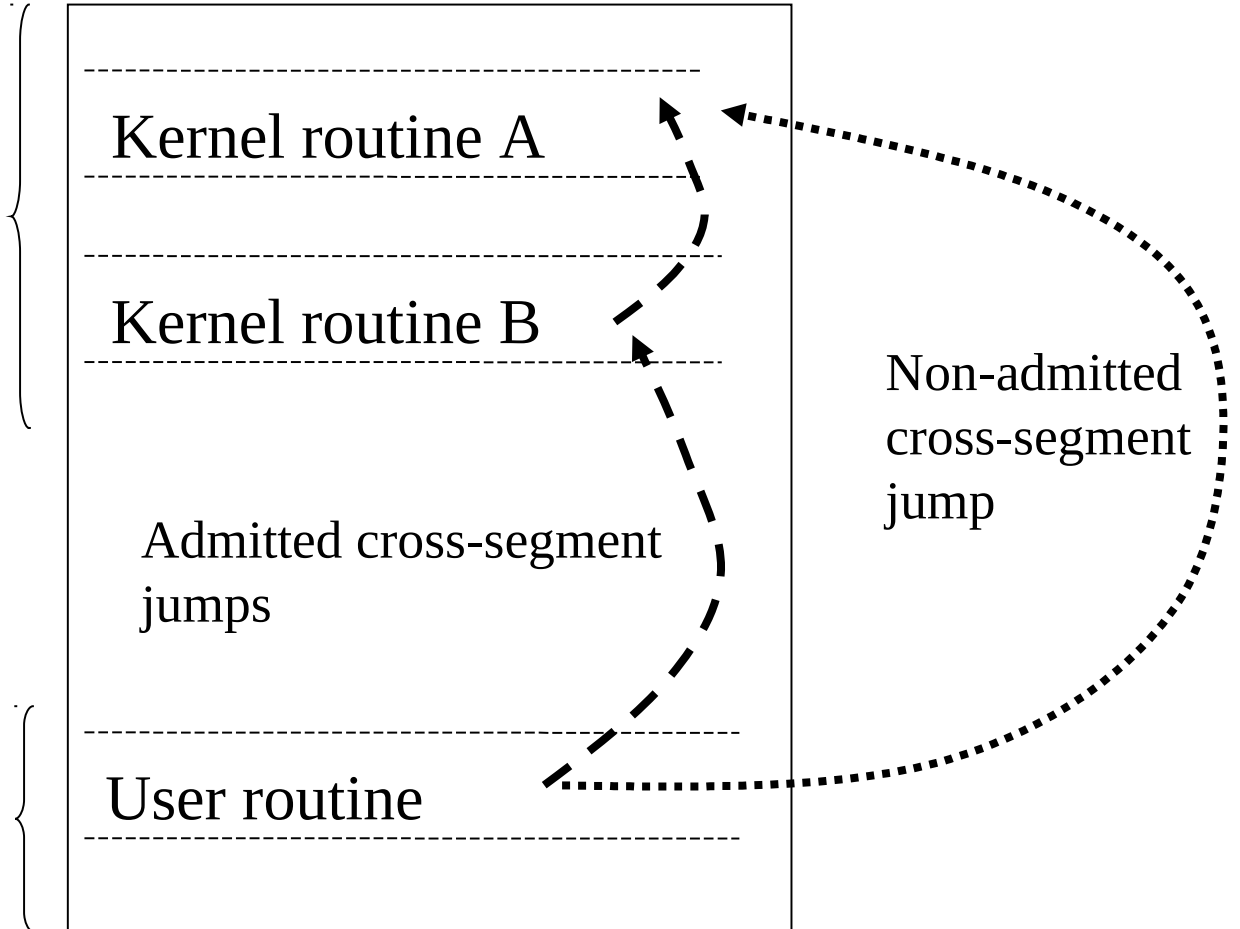 Kernel routine A
Kernel routine B
Non-admitted
cross-segment
jump
Admitted cross-segment
jumps
User routine